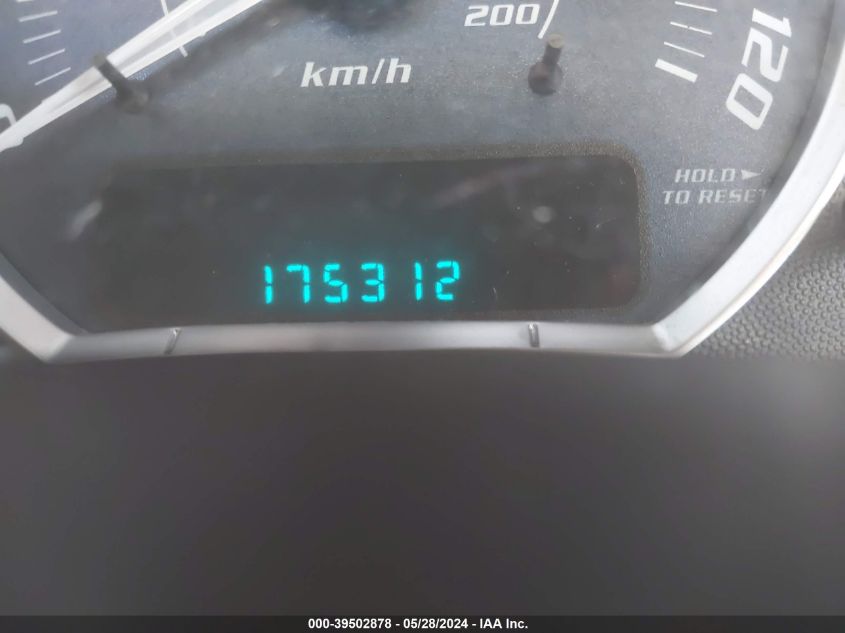 200
km/h
120
HOLD►
TO RESET
175312
000-39502878 - 05/28/2024 - IAA Inc.